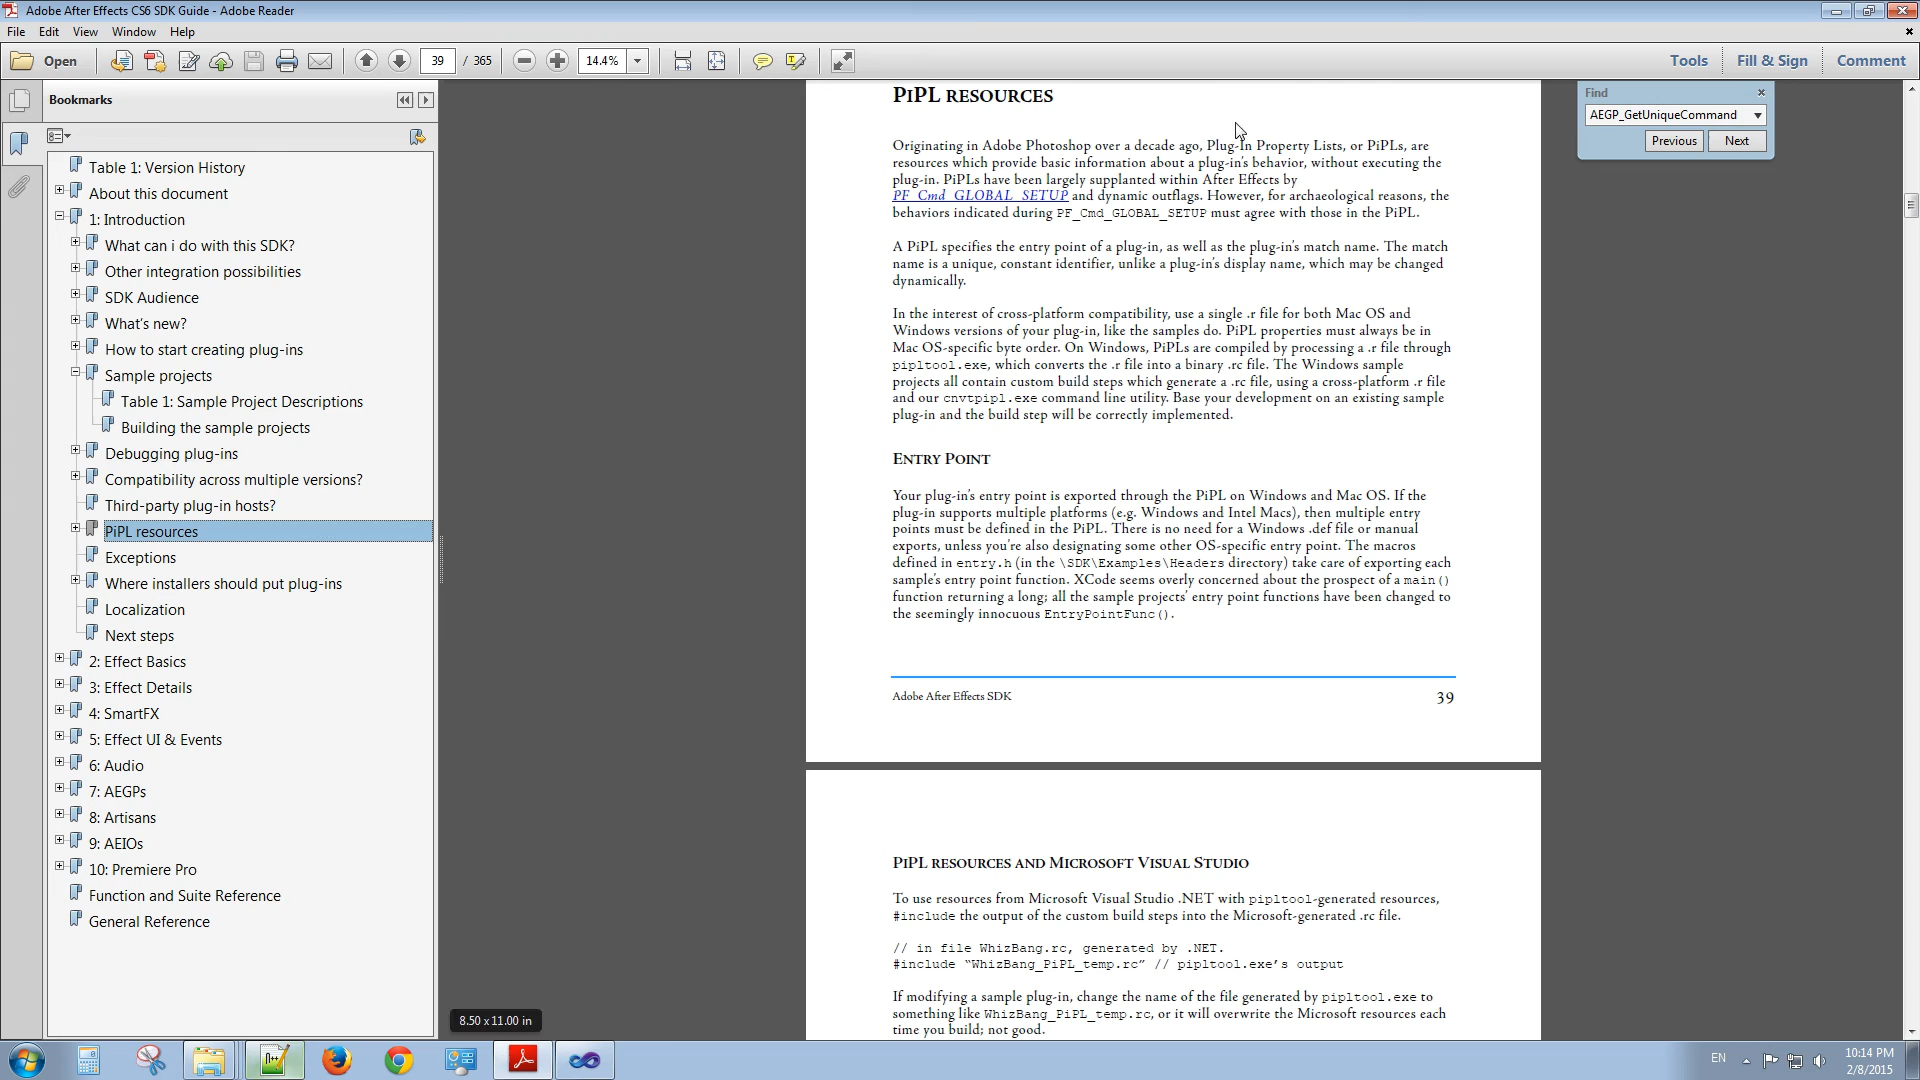 Adobe After Effects CS6 SDK Guide - Adobe Reader
File Edit View Window Help
Open 39 / 365 14.4% Tools Fill & Sign Comment
Bookmarks
Table 1: Version History
About this document
1: Introduction
What can i do with this SDK?
Other integration possibilities
SDK Audience
What's new?
How to start creating plug-ins
Sample projects
Table 1: Sample Project Descriptions
Building the sample projects
Debugging plug-ins
Compatibility across multiple versions?
Third-party plug-in hosts?
PiPL resources
Exceptions
Where installers should put plug-ins
Localization
Next steps
2: Effect Basics
3: Effect Details
4: SmartFX
5: Effect UI & Events
6: Audio
7: AEGPs
8: Artisans
9: AEIOs
10: Premiere Pro
Function and Suite Reference
General Reference
PiPL resources
Originating in Adobe Photoshop over a decade ago, Plug-In Property Lists, or PiPLs, are
resources which provide basic information about a plug-in's behavior, without executing the
plug-in. PiPLs have been largely supplanted within After Effects by
PF_Cmd_GLOBAL_SETUP and dynamic outflags. However, for archaeological reasons, the
behaviors indicated during PF_Cmd_GLOBAL_SETUP must agree with those in the PiPL.
A PiPL specifies the entry point of a plug-in, as well as the plug-in's match name. The match
name is a unique, constant identifier, unlike a plug-in's display name, which may be changed
dynamically.
In the interest of cross-platform compatibility, use a single .r file for both Mac OS and
Windows versions of your plug-in, like the samples do. PiPL properties must always be in
Mac OS-specific byte order. On Windows, PiPLs are compiled by processing a .r file through
pipltool.exe, which converts the .r file into a binary .rc file. The Windows sample
projects all contain custom build steps which generate a .rc file, using a cross-platform .r file
and our cnvtpipl.exe command line utility. Base your development on an existing sample
plug-in and the build step will be correctly implemented.
Entry Point
Your plug-in's entry point is exported through the PiPL on Windows and Mac OS. If the
plug-in supports multiple platforms (e.g. Windows and Intel Macs), then multiple entry
points must be defined in the PiPL. There is no need for a Windows .def file or manual
exports, unless you're also designating some other OS-specific entry point. The macros
defined in entry.h (in the \SDK\Examples\Headers directory) take care of exporting each
sample's entry point function. XCode seems overly concerned about the prospect of a main()
function returning a long; all the sample projects' entry point functions have been changed to
the seemingly innocuous EntryPointFunc().
Adobe After Effects SDK 39
PiPL resources and Microsoft Visual Studio
To use resources from Microsoft Visual Studio .NET with pipltool-generated resources,
#include the output of the custom build steps into the Microsoft-generated .rc file.
// in file WhizBang.rc, generated by .NET.
#include “WhizBang_PiPL_temp.rc” // pipltool.exe’s output
If modifying a sample plug-in, change the name of the file generated by pipltool.exe to
something like WhizBang_PiPL_temp.rc, or it will overwrite the Microsoft resources each
time you build; not good.
Find
AEGP_GetUniqueCommand
Previous Next
8.50 x 11.00 in
EN 10:14 PM
2/8/2015